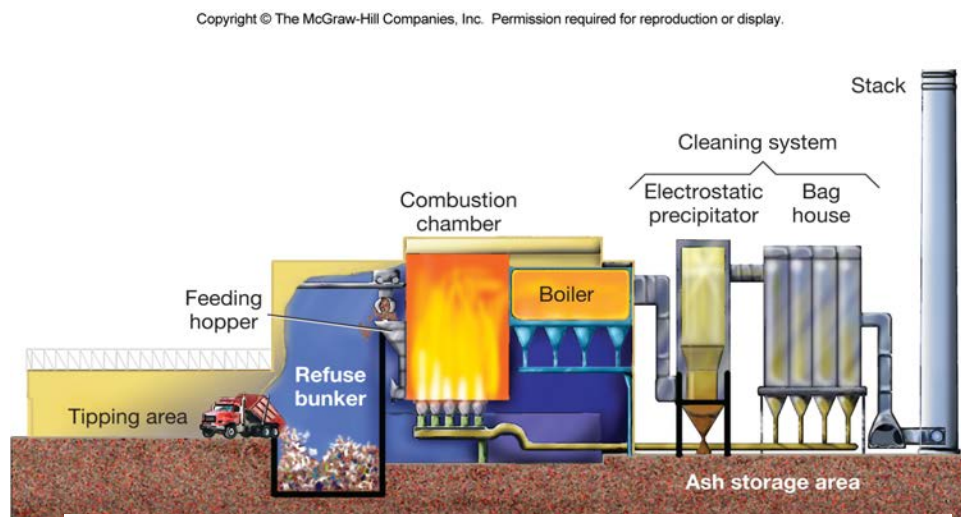 Copyright © The McGraw-Hill Companies, Inc. Permission required for reproduction or display.
Stack
Cleaning system
Electrostatic
precipitator
Bag
house
Combustion
chamber
Boiler
Feeding
hopper
Refuse
bunker
Tipping area
Ash storage area